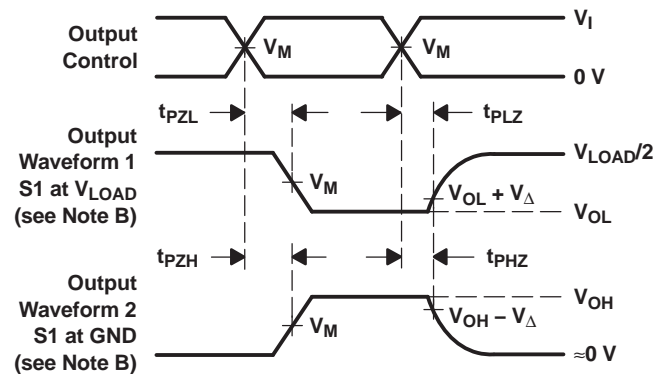 Output
Control
V_M
V_M
V_I
0 V
t_PZL
t_PLZ
Output
Waveform 1
S1 at V_LOAD
(see Note B)
V_M
V_LOAD/2
V_OL + V_Δ
V_OL
t_PZH
t_PHZ
Output
Waveform 2
S1 at GND
(see Note B)
V_M
V_OH
V_OH − V_Δ
≈0 V